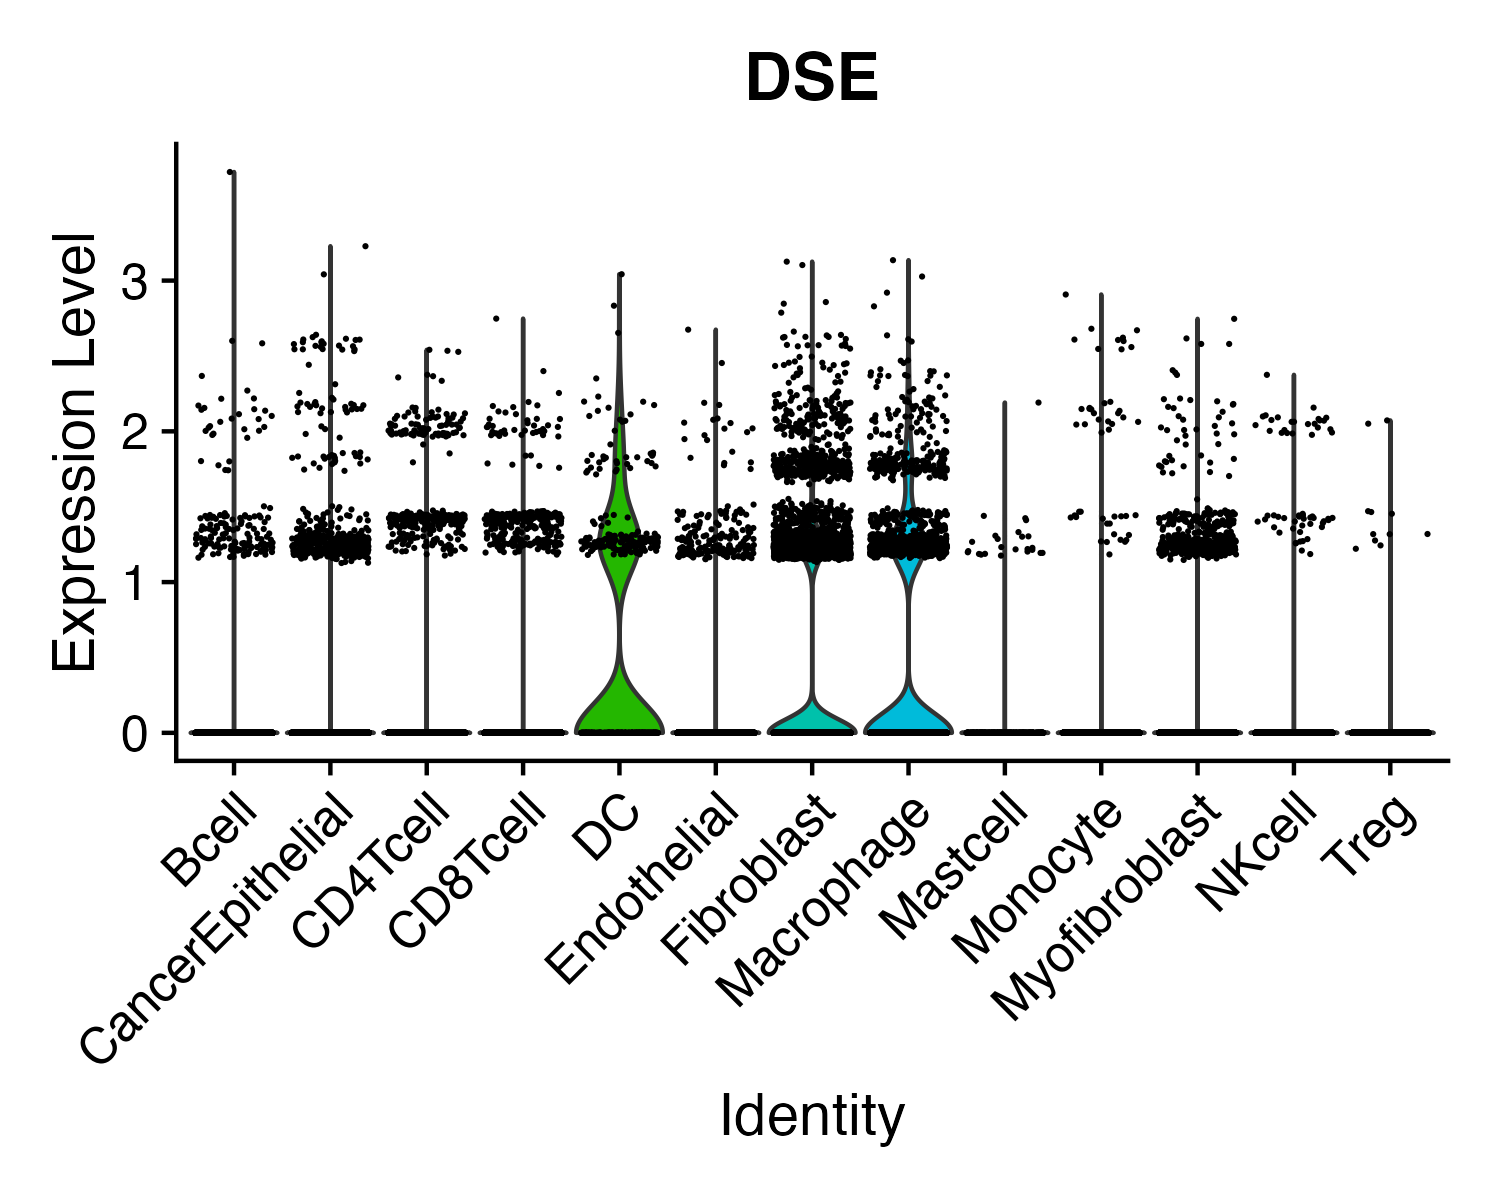 DSE
Expression Level
3
2
1
0
Bcell
CancerEpithelial
CD4Tcell
CD8Tcell
DC
Endothelial
Fibroblast
Macrophage
Mastcell
Monocyte
Myofibroblast
NKcell
Treg
Identity